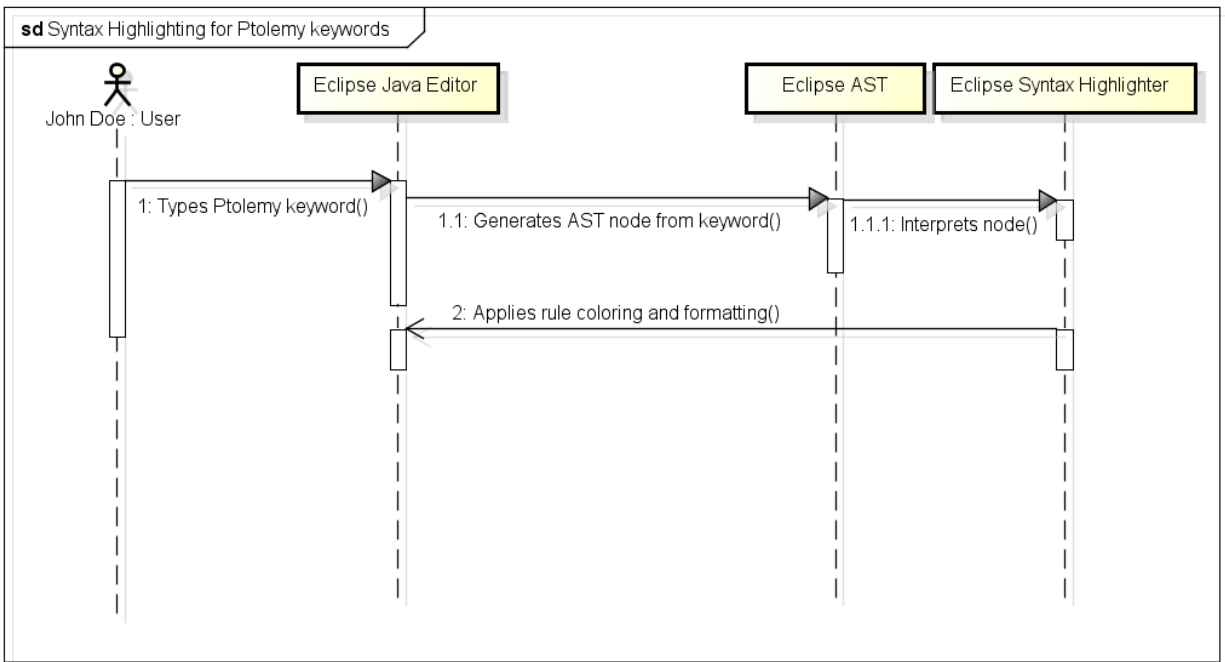 sd Syntax Highlighting for Ptolemy keywords
John Doe : User
Eclipse Java Editor
Eclipse AST
Eclipse Syntax Highlighter
1: Types Ptolemy keyword()
1.1: Generates AST node from keyword()
1.1.1: Interprets node()
2: Applies rule coloring and formatting()